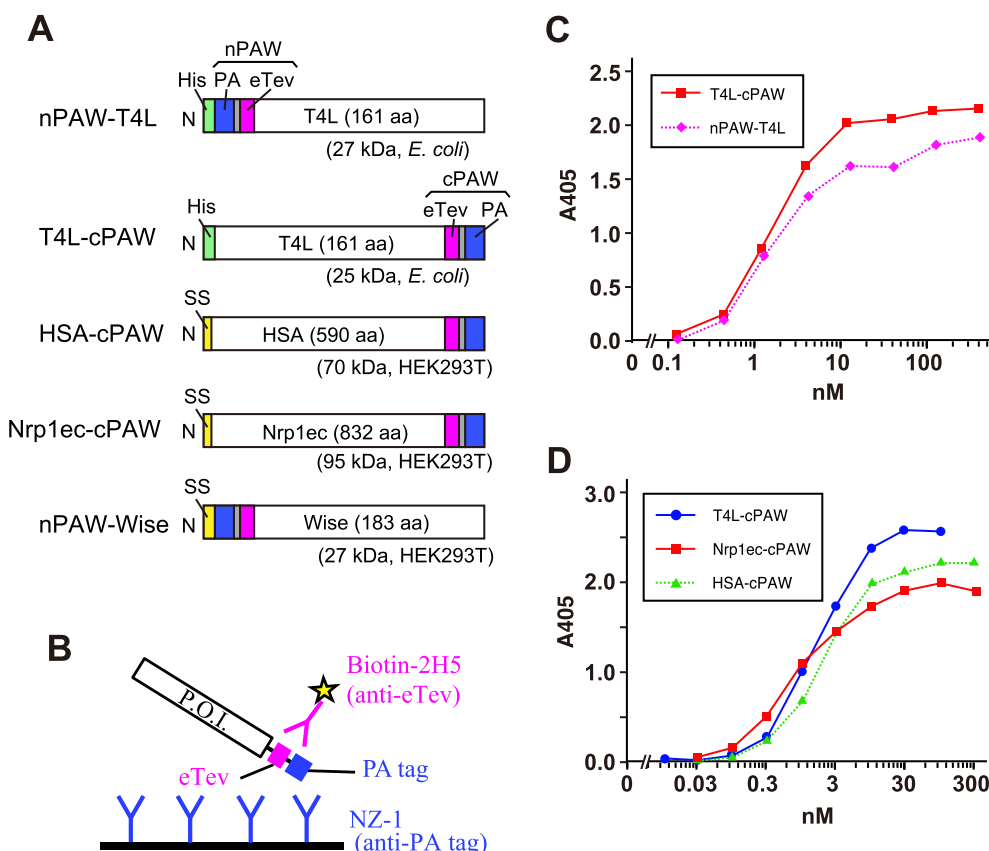 A
nPAW
His PA eTev
nPAW-T4L
N
T4L (161 aa)
(27 kDa, E. coli)
cPAW
His
eTev PA
T4L-cPAW
N
T4L (161 aa)
(25 kDa, E. coli)
SS
HSA-cPAW
N
HSA (590 aa)
(70 kDa, HEK293T)
SS
Nrp1ec-cPAW
N
Nrp1ec (832 aa)
(95 kDa, HEK293T)
SS
nPAW-Wise
N
Wise (183 aa)
(27 kDa, HEK293T)
B
P.O.I.
Biotin-2H5
(anti-eTev)
eTev
PA tag
NZ-1
(anti-PA tag)
C
2.5
2.0
1.5
1.0
0.5
0.0
A405
T4L-cPAW
nPAW-T4L
0 0.1 1 10 100
nM
D
3.0
2.0
1.0
0.0
A405
T4L-cPAW
Nrp1ec-cPAW
HSA-cPAW
0 0.03 0.3 3 30 300
nM